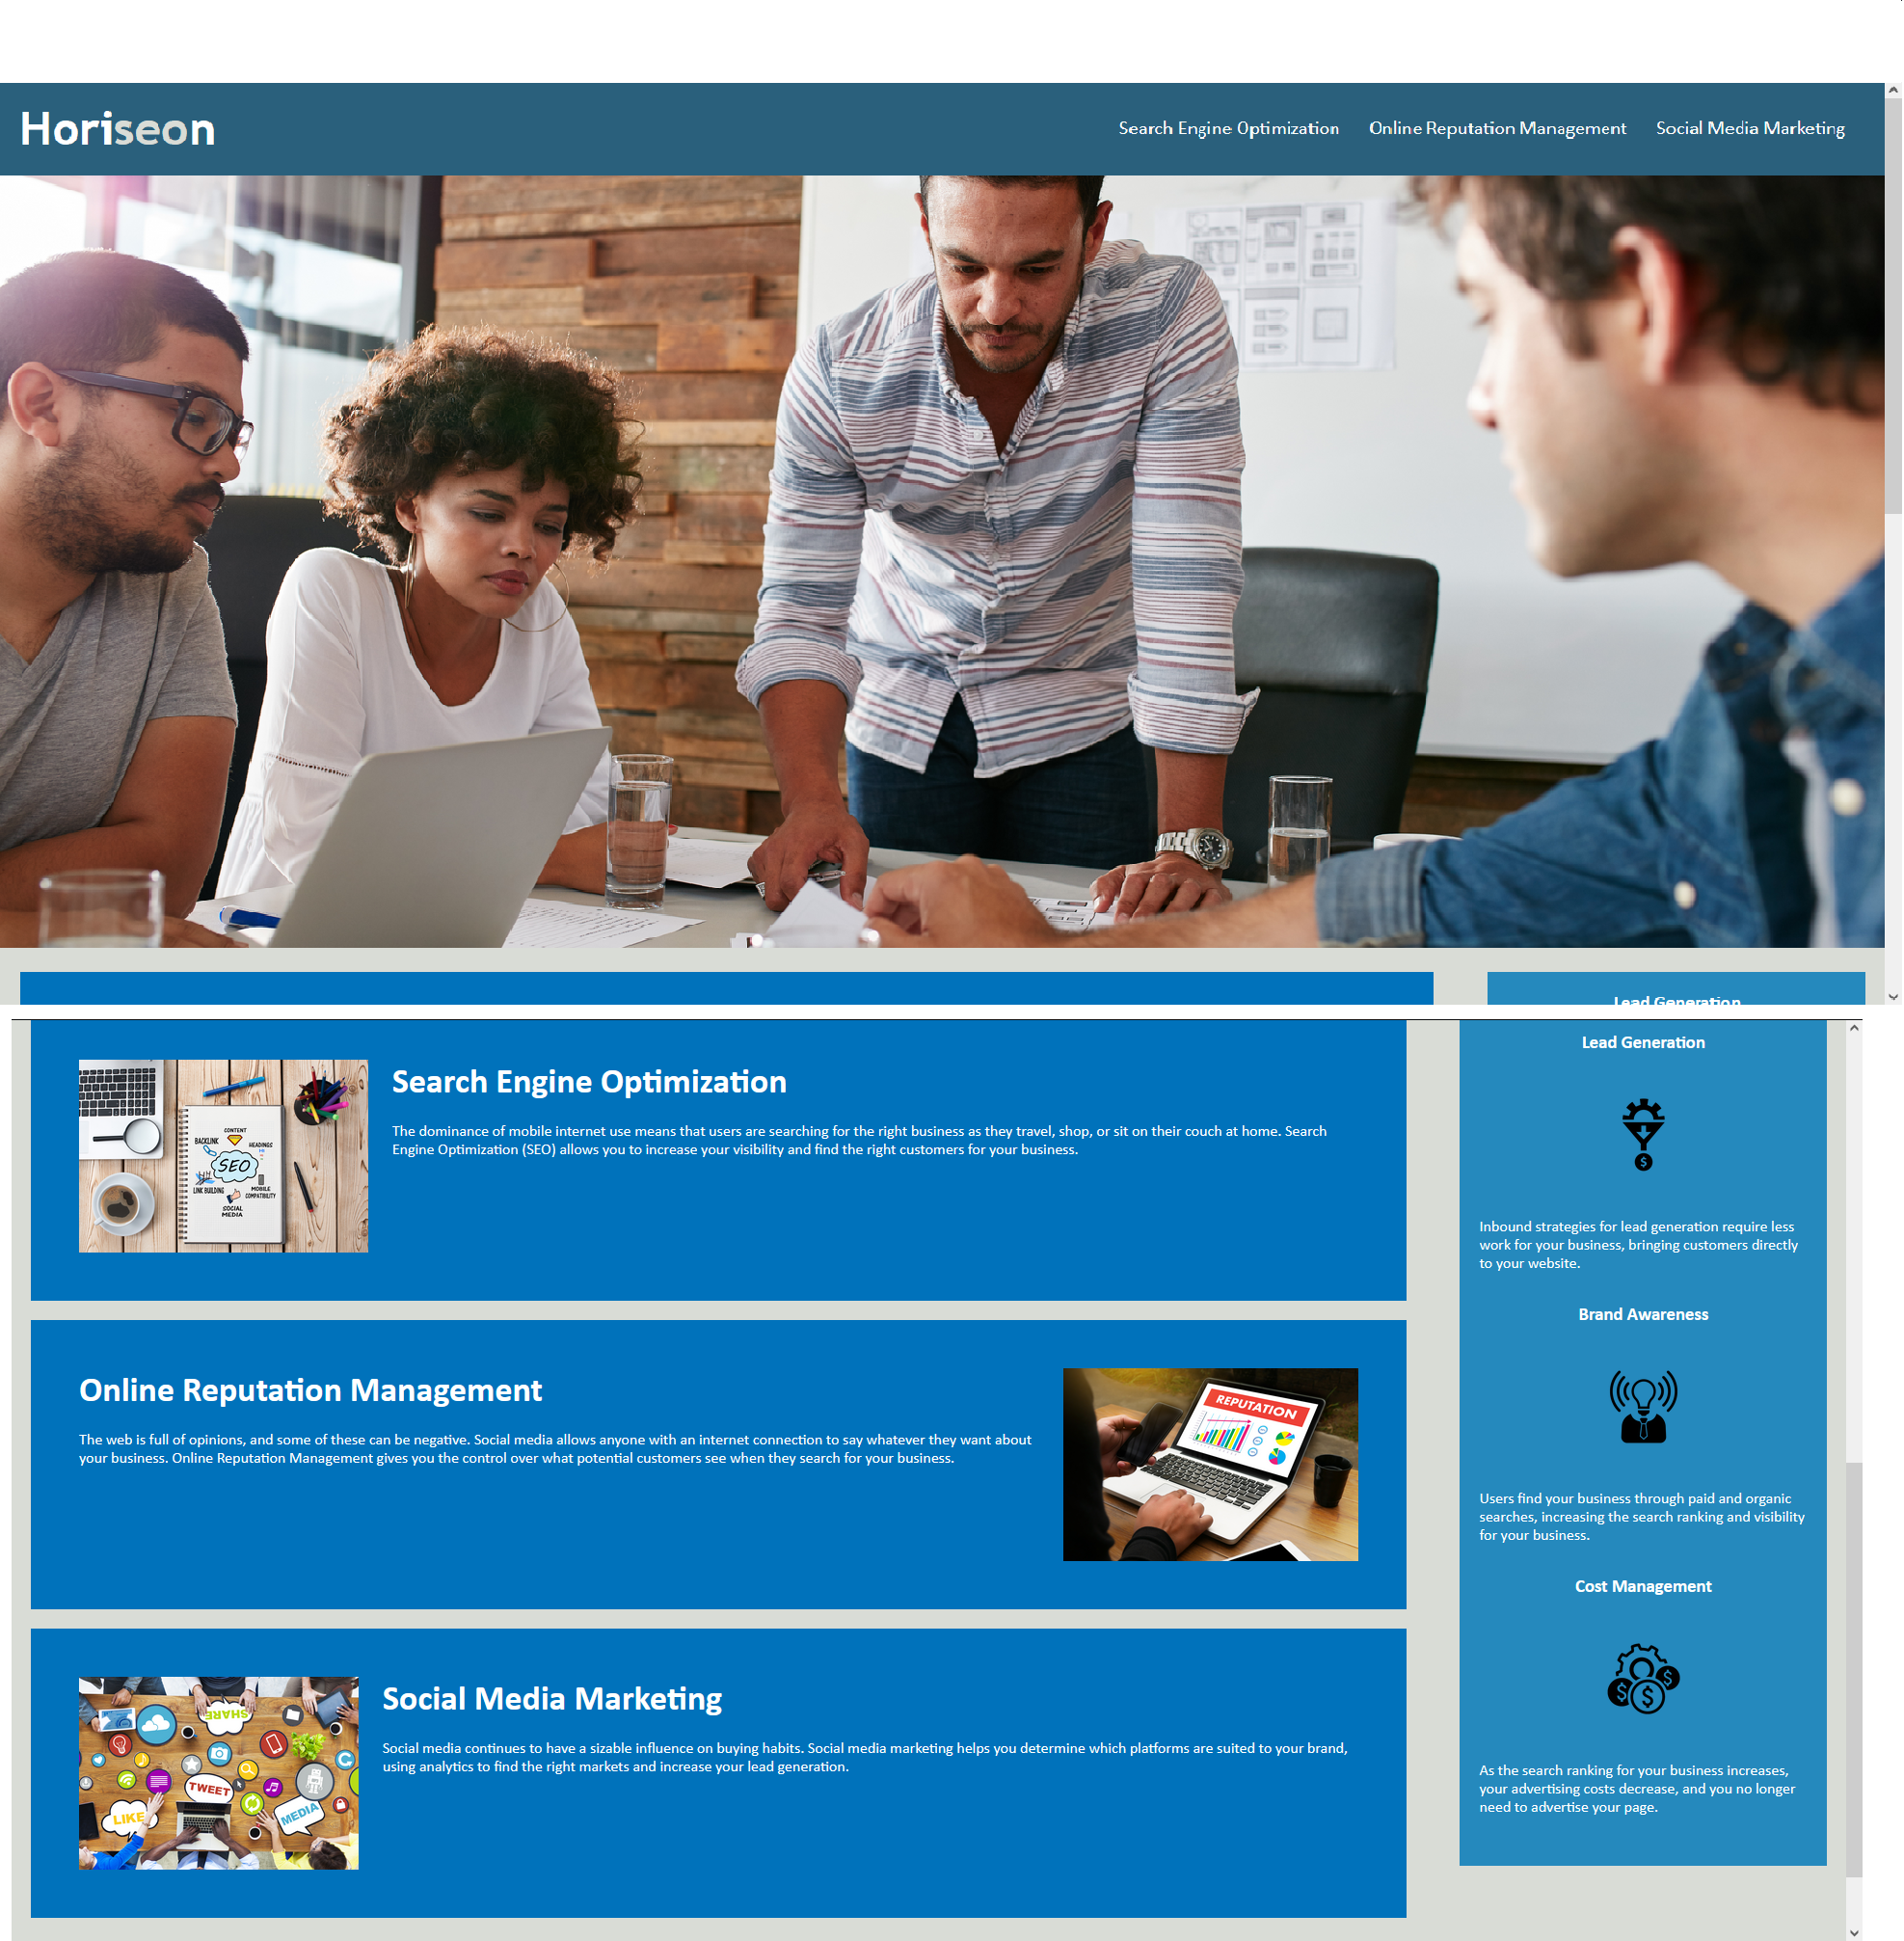 Horiseon
Search Engine Optimization
Online Reputation Management
Social Media Marketing
Lead Generation
Search Engine Optimization
The dominance of mobile internet use means that users are searching for the right business as they travel, shop, or sit on their couch at home. Search
Engine Optimization (SEO) allows you to increase your visibility and find the right customers for your business.
CONTENT
BACKLINK
HEADINGS
SEO
LINK BUILDING
MOBILE
COMPATIBILITY
SOCIAL
MEDIA
Online Reputation Management
The web is full of opinions, and some of these can be negative. Social media allows anyone with an internet connection to say whatever they want about
your business. Online Reputation Management gives you the control over what potential customers see when they search for your business.
REPUTATION
Social Media Marketing
Social media continues to have a sizable influence on buying habits. Social media marketing helps you determine which platforms are suited to your brand,
using analytics to find the right markets and increase your lead generation.
SHARE
TWEET
LIKE
MEDIA
Lead Generation
$
Inbound strategies for lead generation require less
work for your business, bringing customers directly
to your website.
Brand Awareness
Users find your business through paid and organic
searches, increasing the search ranking and visibility
for your business.
Cost Management
$ $ $
As the search ranking for your business increases,
your advertising costs decrease, and you no longer
need to advertise your page.